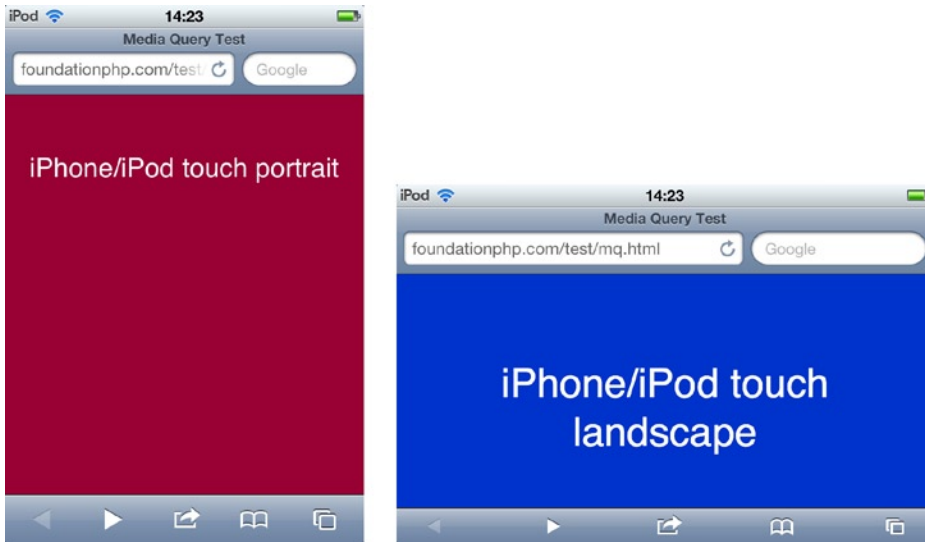 iPod 14:23
Media Query Test
foundationphp.com/test/ Google
iPhone/iPod touch portrait
iPod 14:23
Media Query Test
foundationphp.com/test/mq.html Google
iPhone/iPod touch
landscape